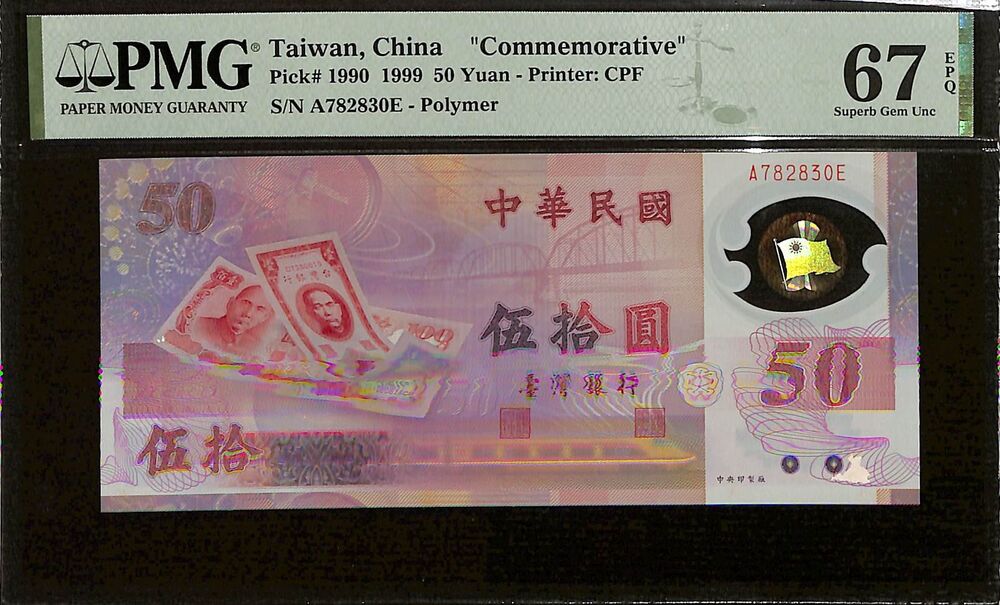 PMG®
PAPER MONEY GUARANTY
Taiwan, China "Commemorative"
Pick# 1990 1999 50 Yuan - Printer: CPF
S/N A782830E - Polymer
67
EPQ
Superb Gem Unc
A782830E
50
中華民國
伍拾圓
臺灣銀行
100
50
伍拾
中央印製廠